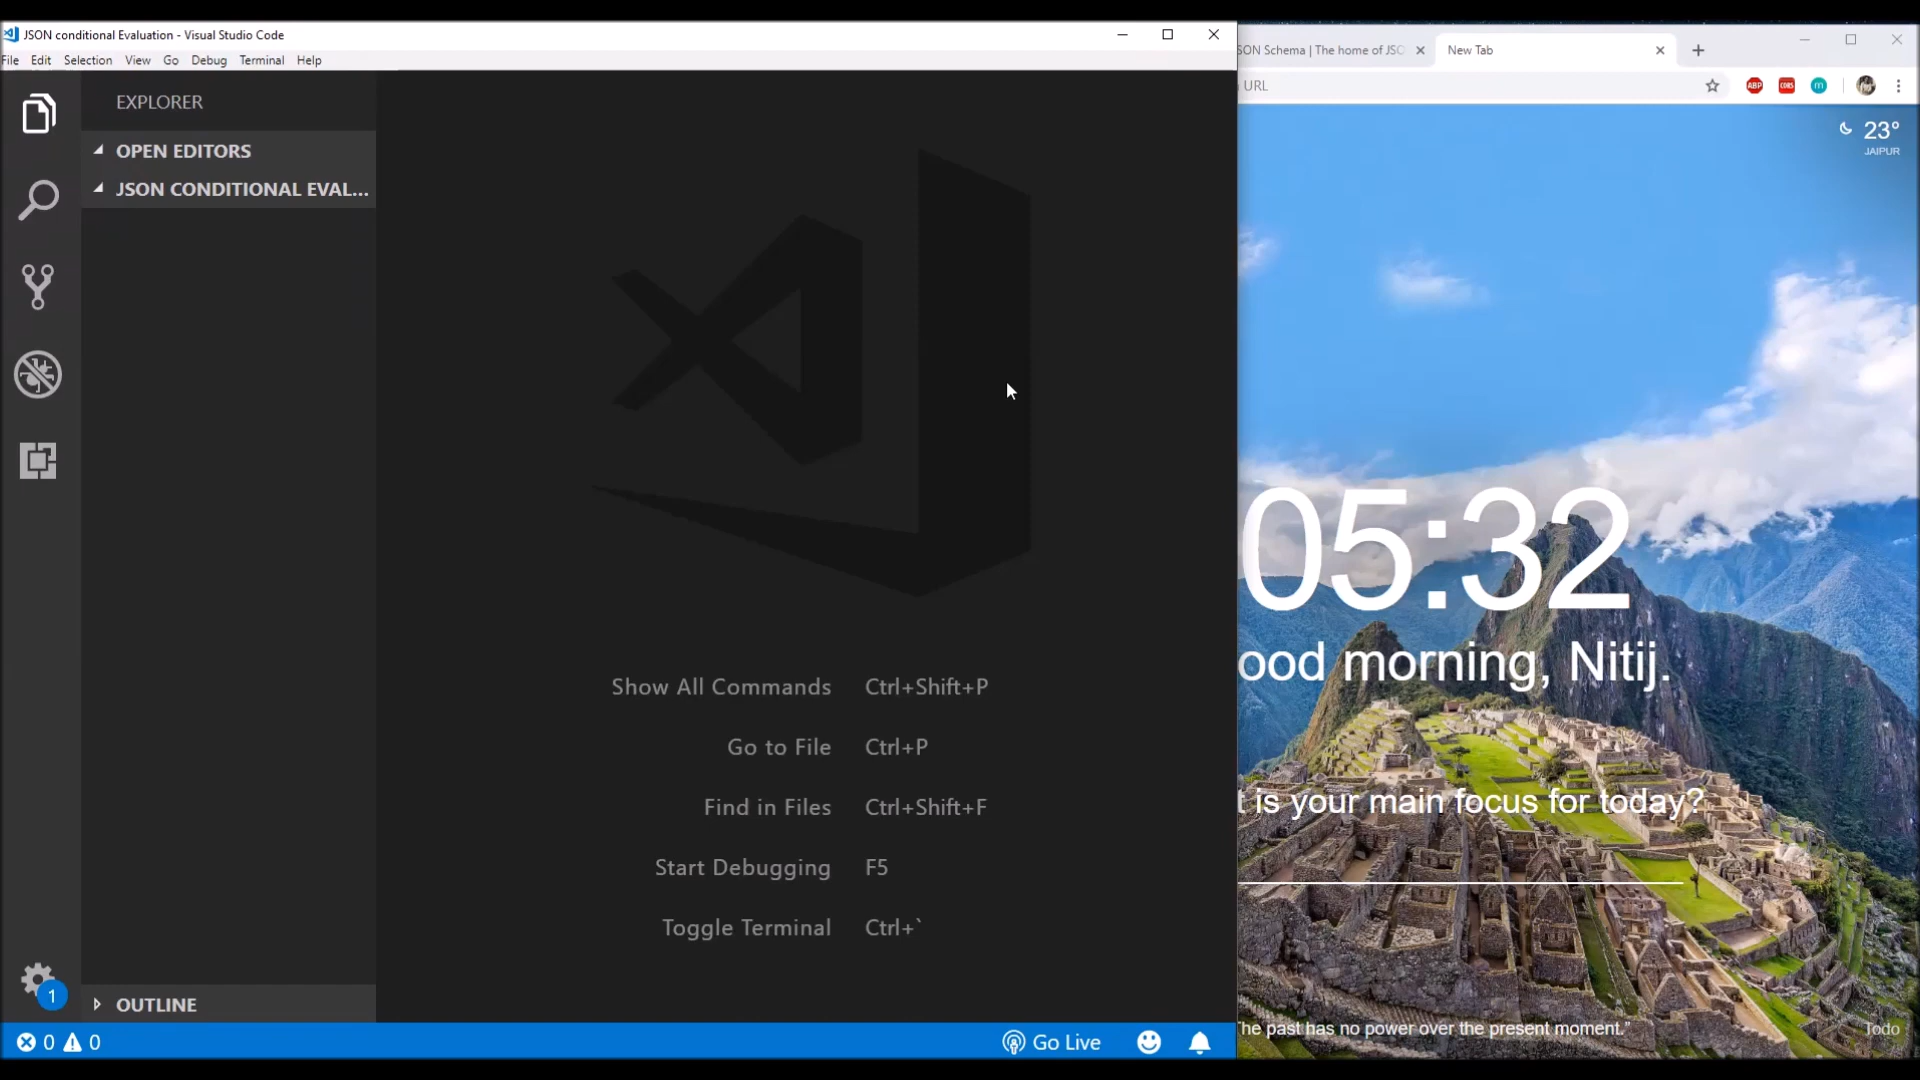 JSON conditional Evaluation - Visual Studio Code
File Edit Selection View Go Debug Terminal Help
EXPLORER
OPEN EDITORS
JSON CONDITIONAL EVAL...
Show All Commands Ctrl+Shift+P
Go to File Ctrl+P
Find in Files Ctrl+Shift+F
Start Debugging F5
Toggle Terminal Ctrl+`
1
OUTLINE
0 0
Go Live
SON Schema | The home of JSO
New Tab
URL
ABP
CORS
m
23°
JAIPUR
05:32
ood morning, Nitij.
t is your main focus for today?
he past has no power over the present moment.”
Todo